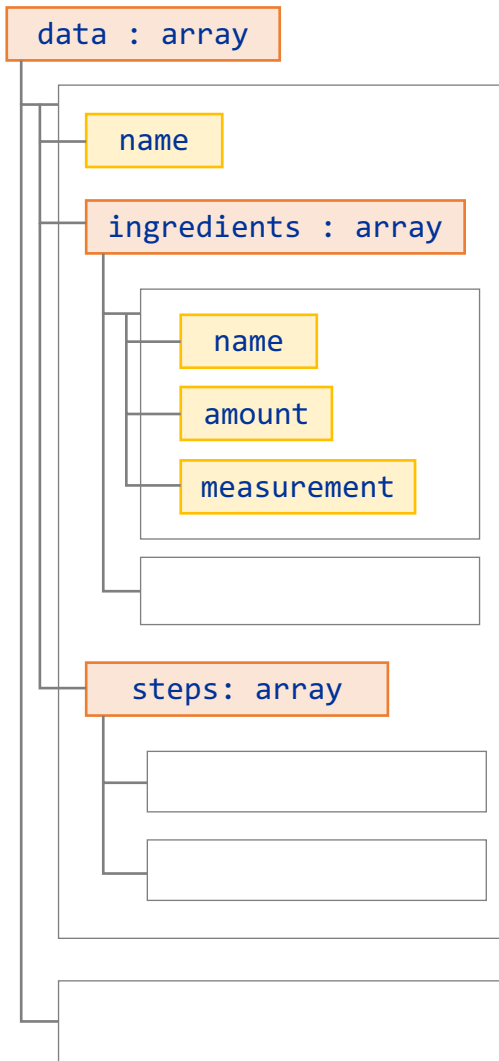 data : array
name
ingredients : array
name
amount
measurement
steps: array